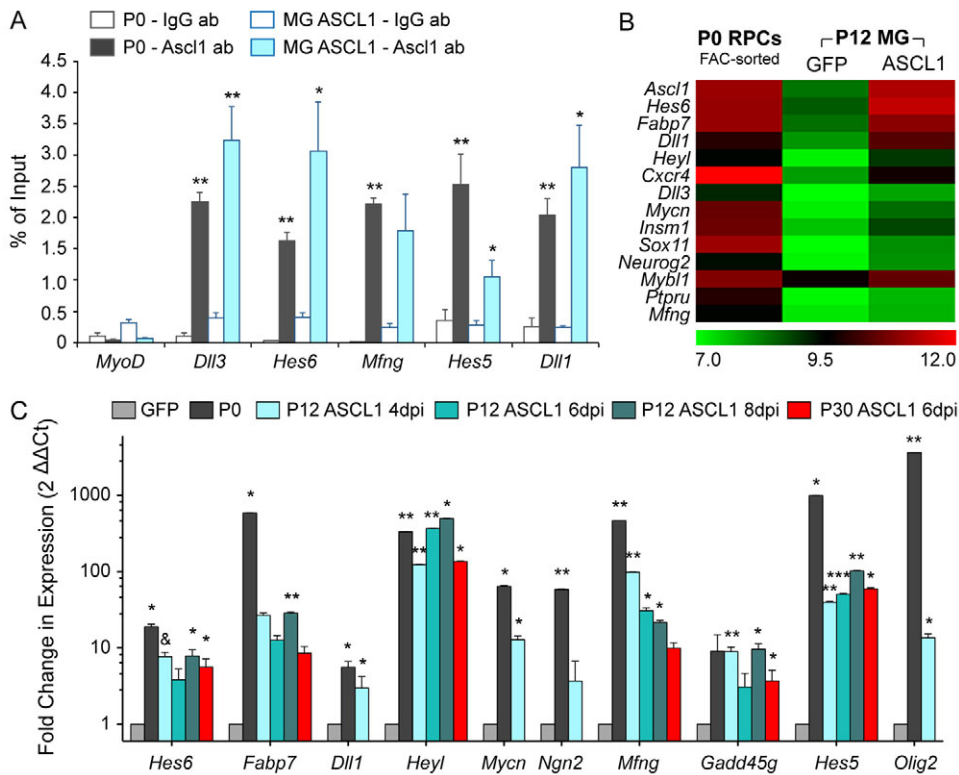 A
P0 - IgG ab
MG ASCL1 - IgG ab
P0 - Ascl1 ab
MG ASCL1 - Ascl1 ab
% of Input
4.5
4.0
3.5
3.0
2.5
2.0
1.5
1.0
0.5
0
** ** * ** * ** ** * ** *
MyoD Dll3 Hes6 Mfng Hes5 Dll1
B
P0 RPCs P12 MG
FAC-sorted GFP ASCL1
Ascl1
Hes6
Fabp7
Dll1
Heyl
Cxcr4
Dll3
Mycn
Insm1
Sox11
Neurog2
Mybl1
Ptpru
Mfng
7.0 9.5 12.0
C
GFP P0 P12 ASCL1 4dpi P12 ASCL1 6dpi P12 ASCL1 8dpi P30 ASCL1 6dpi
Fold Change in Expression (2 ΔΔCt)
1000
100
10
1
* & * *
* **
* *
** ** ** * *
* *
**
** ** * *
** * *
* ** *** ** *
** *
Hes6 Fabp7 Dll1 Heyl Mycn Ngn2 Mfng Gadd45g Hes5 Olig2